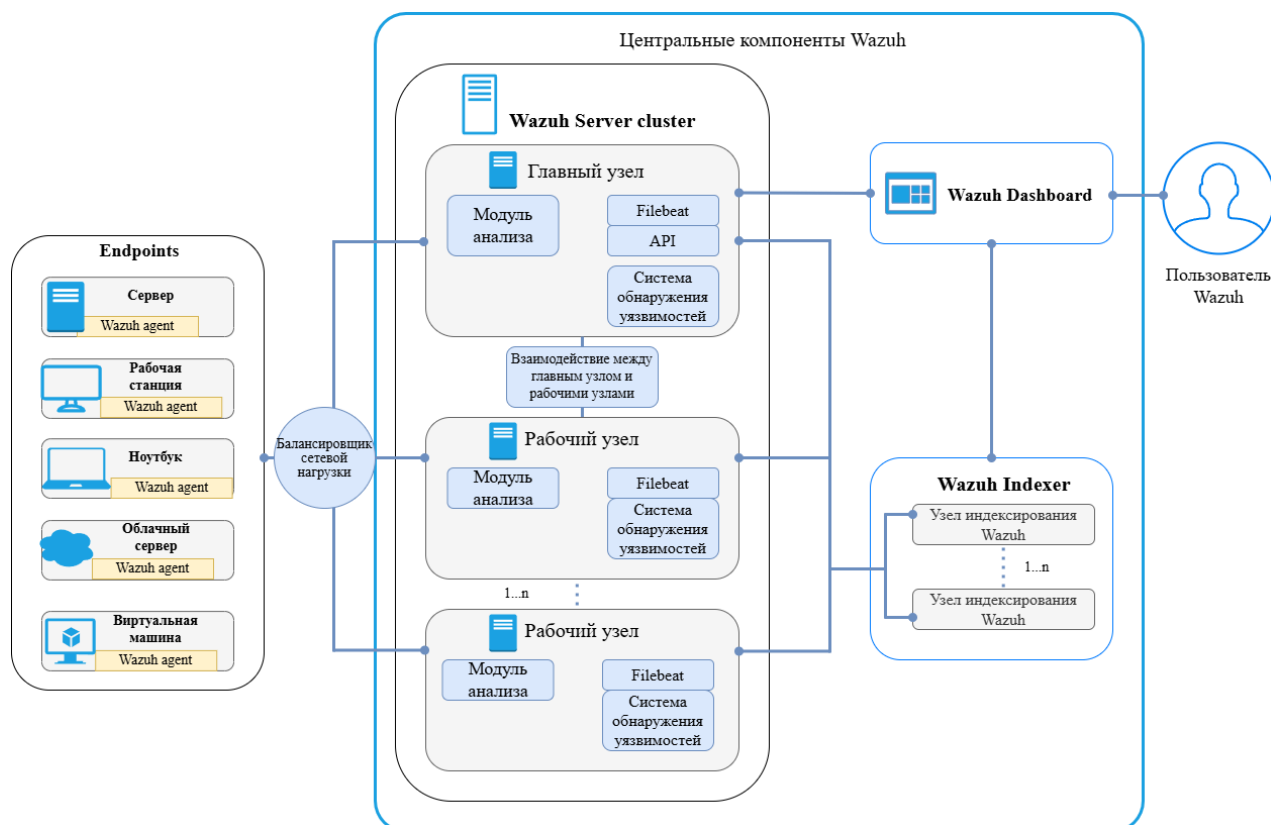 Центральные компоненты Wazuh
Wazuh Server cluster
Главный узел
Модуль
анализа
Filebeat
API
Система
обнаружения
уязвимостей
Взаимодействие между
главным узлом и
рабочими узлами
Рабочий узел
Модуль
анализа
Filebeat
Система
обнаружения
уязвимостей
1...n
Рабочий узел
Модуль
анализа
Filebeat
Система
обнаружения
уязвимостей
Endpoints
Сервер
Wazuh agent
Рабочая
станция
Wazuh agent
Ноутбук
Wazuh agent
Облачный
сервер
Wazuh agent
Виртуальная
машина
Wazuh agent
Балансировщик
сетевой
нагрузки
Wazuh Dashboard
Пользователь
Wazuh
Wazuh Indexer
Узел индексирования
Wazuh
1...n
Узел индексирования
Wazuh